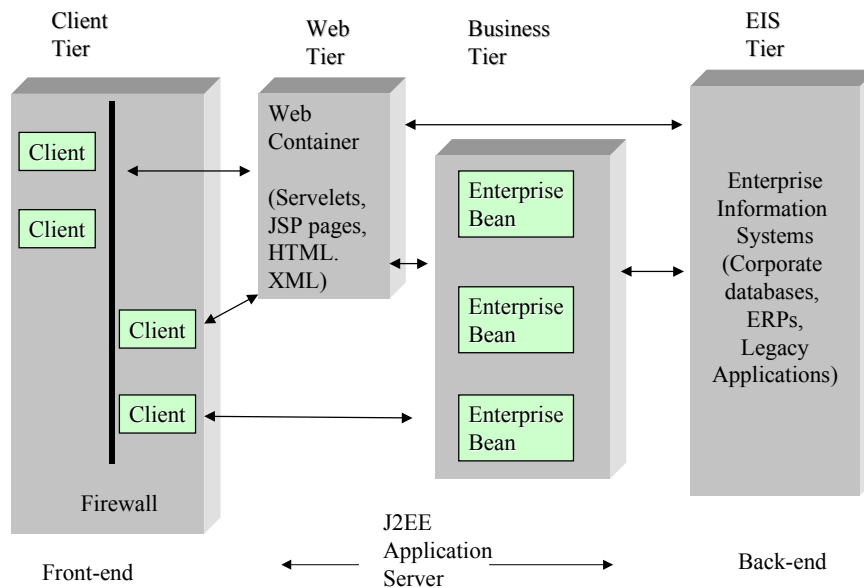 Client
Tier
Web
Tier
Business
Tier
EIS
Tier
Client
Client
Client
Client
Firewall
Web
Container
(Servelets,
JSP pages,
HTML.
XML)
Enterprise
Bean
Enterprise
Bean
Enterprise
Bean
Enterprise
Information
Systems
(Corporate
databases,
ERPs,
Legacy
Applications)
Front-end
J2EE
Application
Server
Back-end